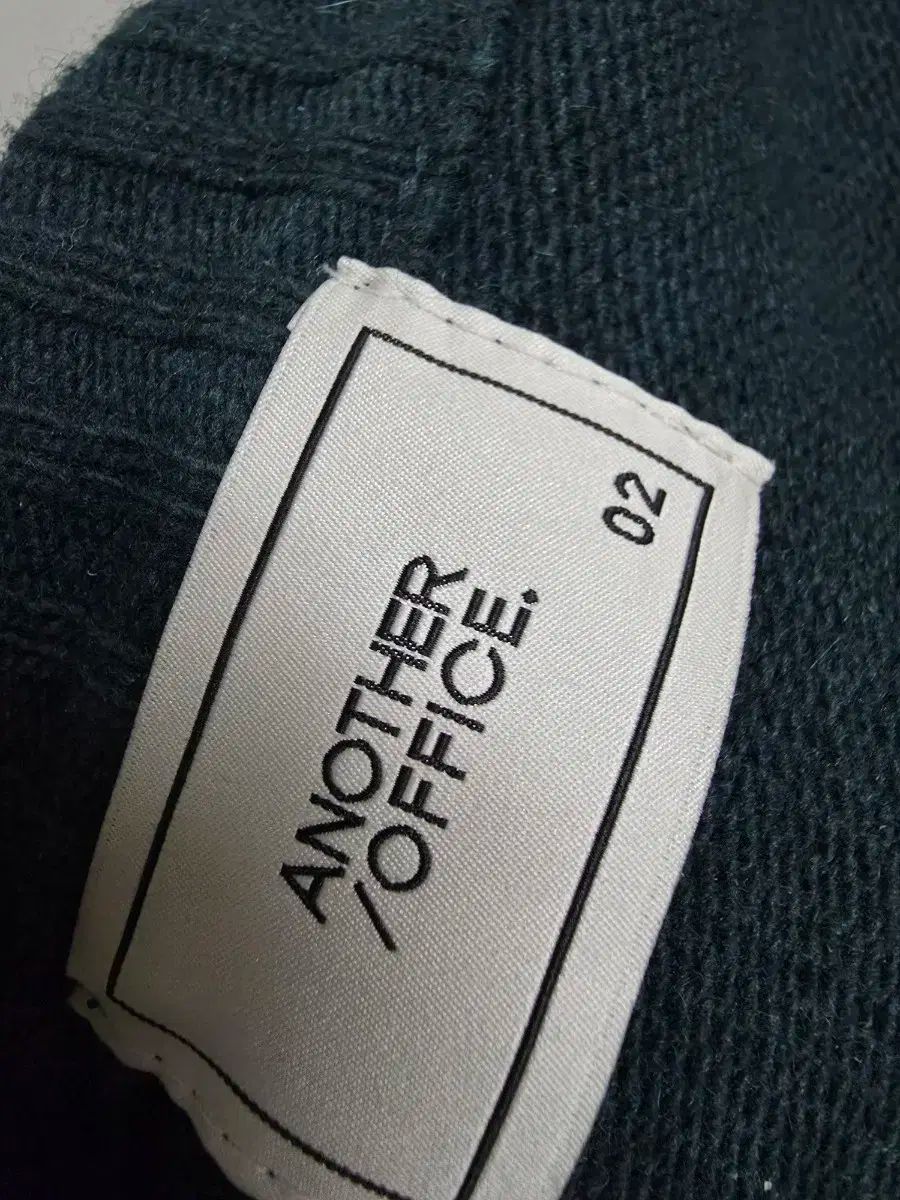 02
ANOTHER
/OFFICE.